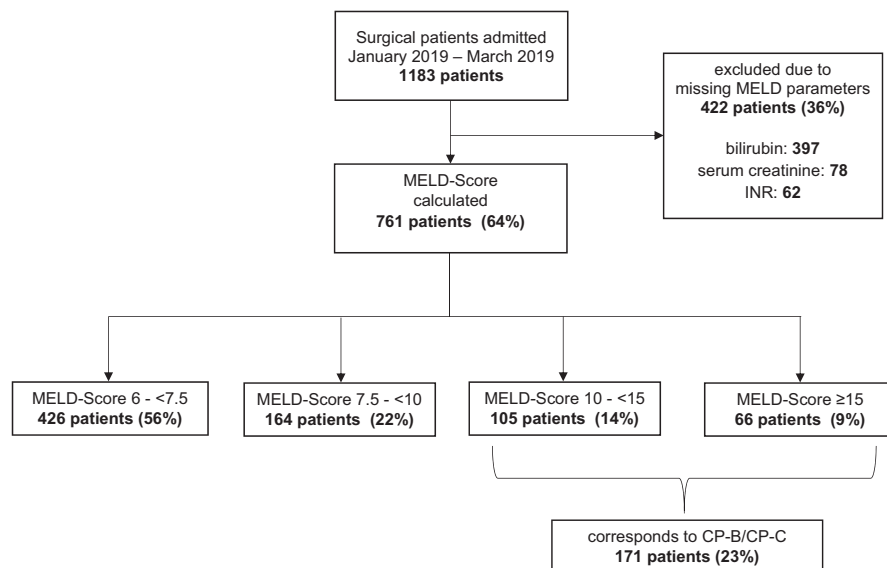 Surgical patients admitted
January 2019 – March 2019
1183 patients
excluded due to
missing MELD parameters
422 patients (36%)
bilirubin: 397
serum creatinine: 78
INR: 62
MELD-Score
calculated
761 patients (64%)
MELD-Score 6 - <7.5
426 patients (56%)
MELD-Score 7.5 - <10
164 patients (22%)
MELD-Score 10 - <15
105 patients (14%)
MELD-Score ≥15
66 patients (9%)
corresponds to CP-B/CP-C
171 patients (23%)